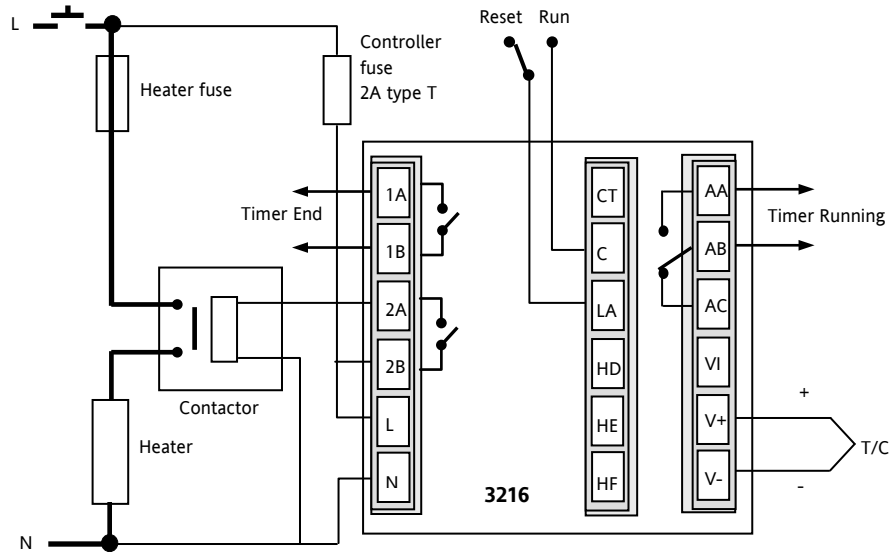 L
Heater fuse
Controller
fuse
2A type T
Reset Run
1A
1B
2A
2B
L
N
Timer End
Contactor
Heater
N
3216
CT
C
LA
HD
HE
HF
AA
AB
AC
VI
V+
V-
Timer Running
+
-
T/C